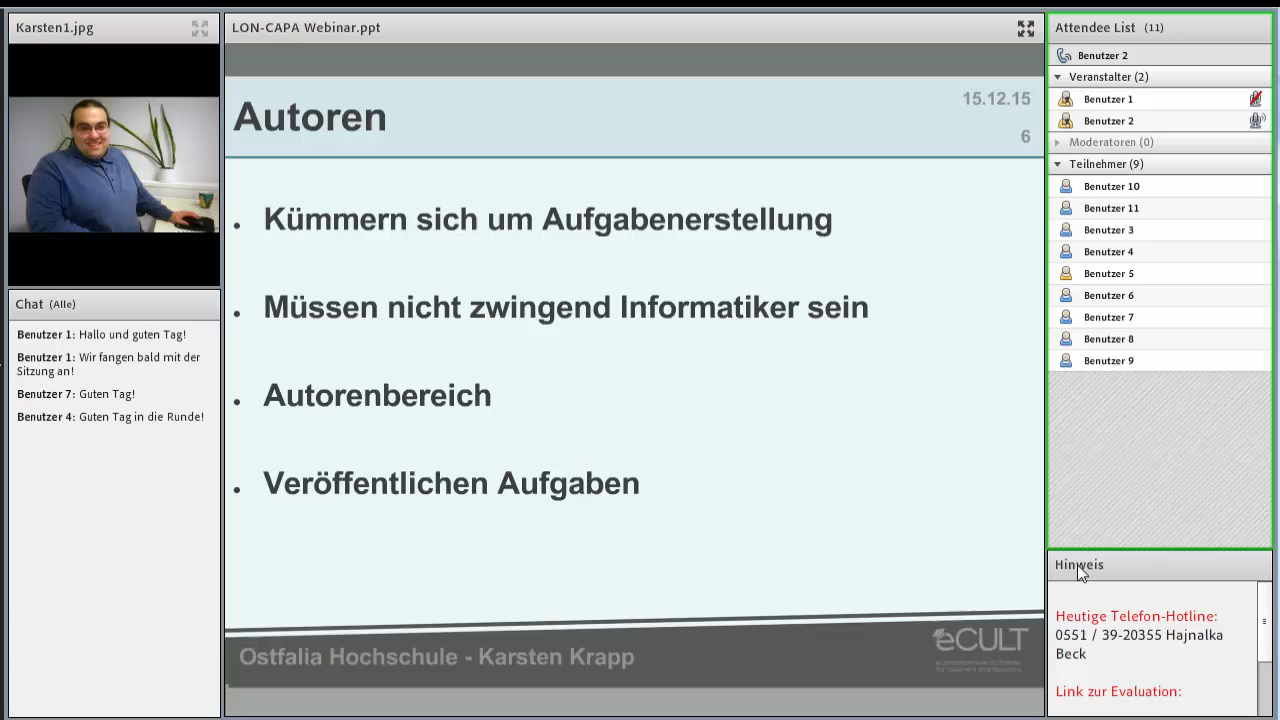 Karsten1.jpg
LON-CAPA Webinar.ppt
Attendee List (11)
Benutzer 2
Veranstalter (2)
Benutzer 1
Benutzer 2
Moderatoren (0)
Teilnehmer (9)
Benutzer 10
Benutzer 11
Benutzer 3
Benutzer 4
Benutzer 5
Benutzer 6
Benutzer 7
Benutzer 8
Benutzer 9
Autoren
15.12.15
6
• Kümmern sich um Aufgabenerstellung
• Müssen nicht zwingend Informatiker sein
• Autorenbereich
• Veröffentlichen Aufgaben
Ostfalia Hochschule - Karsten Krapp
eCULT
Chat (Alle)
Benutzer 1: Hallo und guten Tag!
Benutzer 1: Wir fangen bald mit der
Sitzung an!
Benutzer 7: Guten Tag!
Benutzer 4: Guten Tag in die Runde!
Hinweis
Heutige Telefon-Hotline:
0551 / 39-20355 Hajnalka
Beck
Link zur Evaluation: